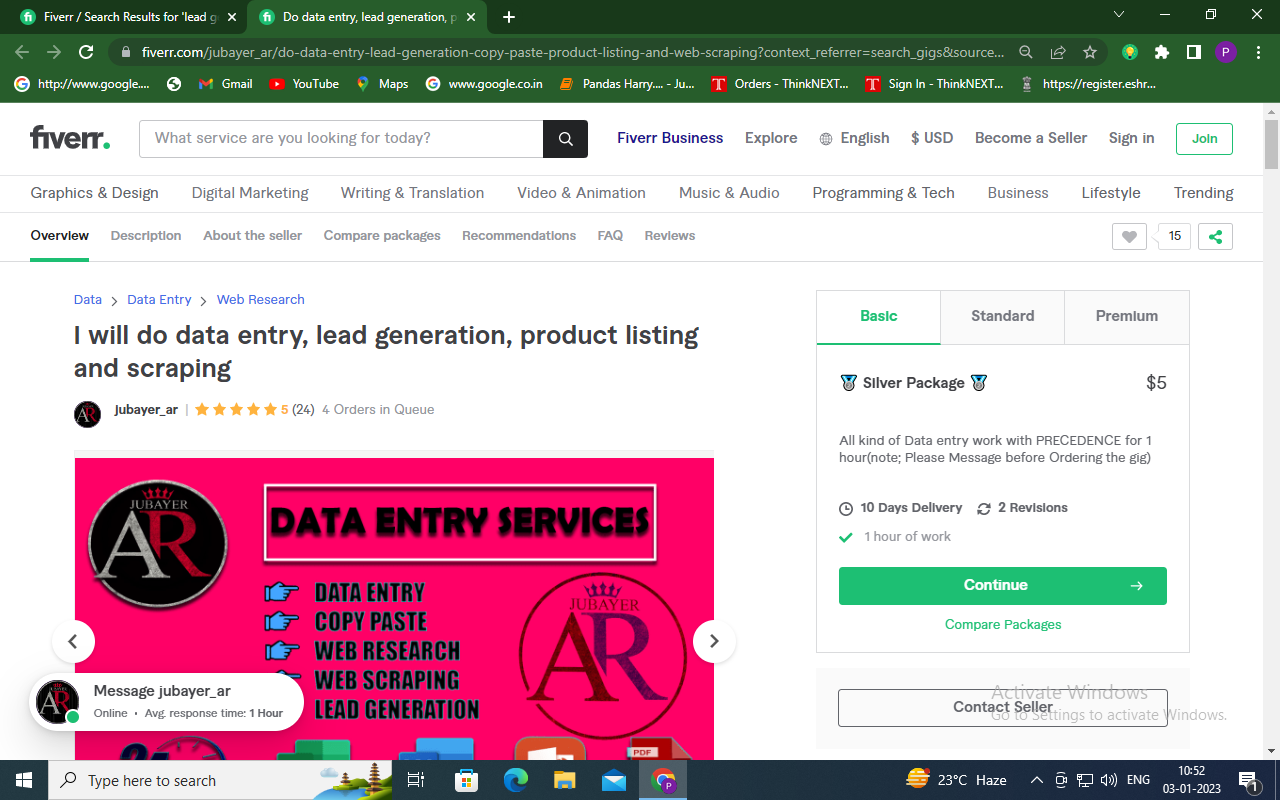 Fiverr / Search Results for 'lead g
Do data entry, lead generation, p
fiverr.com/jubayer_ar/do-data-entry-lead-generation-copy-paste-product-listing-and-web-scraping?context_referrer=search_gigs&source...
P
http://www.google....
Gmail
YouTube
Maps
www.google.co.in
Pandas Harry.... - Ju...
Orders - ThinkNEXT...
Sign In - ThinkNEXT...
https://register.eshr...
fiverr.
What service are you looking for today?
Fiverr Business
Explore
English
$ USD
Become a Seller
Sign in
Join
Graphics & Design
Digital Marketing
Writing & Translation
Video & Animation
Music & Audio
Programming & Tech
Business
Lifestyle
Trending
Overview
Description
About the seller
Compare packages
Recommendations
FAQ
Reviews
15
Data
Data Entry
Web Research
I will do data entry, lead generation, product listing
and scraping
Jubayer_ar | 5 (24) 4 Orders in Queue
JUBAYER
AR
DATA ENTRY SERVICES
DATA ENTRY
COPY PASTE
WEB RESEARCH
WEB SCRAPING
LEAD GENERATION
JUBAYER
AR
PDF
Message jubayer_ar
Online • Avg. response time: 1 Hour
Basic
Standard
Premium
Silver Package
$5
All kind of Data entry work with PRECEDENCE for 1
hour(note; Please Message before Ordering the gig)
10 Days Delivery
2 Revisions
1 hour of work
Continue
Compare Packages
Contact Seller
Activate Windows
Go to Settings to activate Windows.
Type here to search
23°C Haze
ENG
10:52
03-01-2023
1